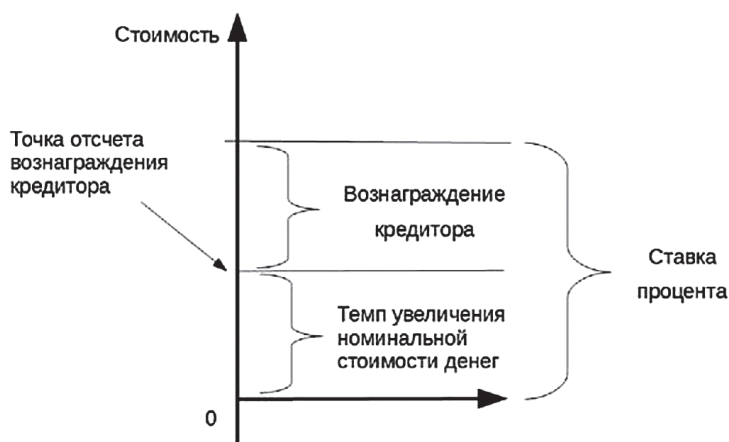 Стоимость
Точка отсчета
вознаграждения
кредитора
Вознаграждение
кредитора
Ставка
процента
Темп увеличения
номинальной
стоимости денег
0